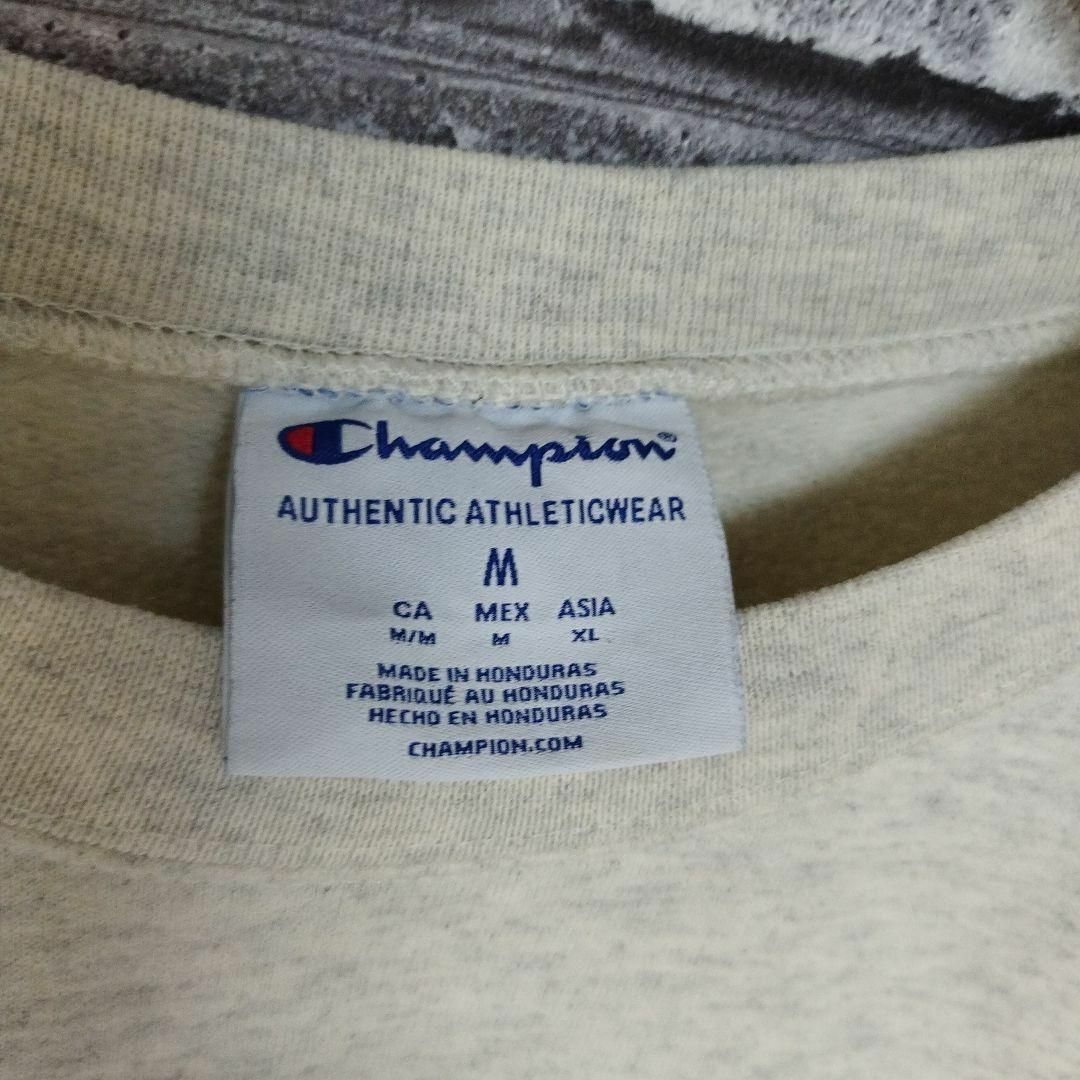 Champion®
AUTHENTIC ATHLETICWEAR
M
CA MEX ASIA
M/M M XL
MADE IN HONDURAS
FABRIQUÉ AU HONDURAS
HECHO EN HONDURAS
CHAMPION.COM